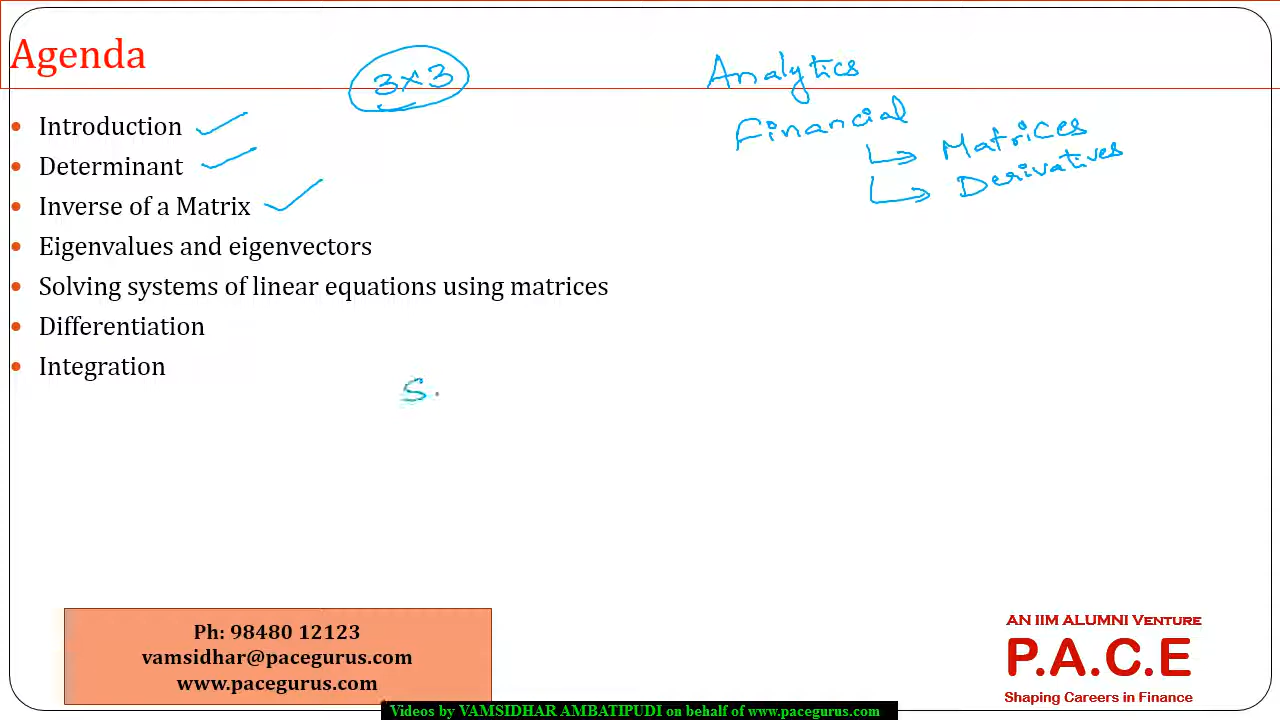 Agenda
3×3
Analytics
Financial
Matrices
Derivatives
• Introduction
• Determinant
• Inverse of a Matrix
• Eigenvalues and eigenvectors
• Solving systems of linear equations using matrices
• Differentiation
• Integration
S.
Ph: 98480 12123
vamsidhar@pacegurus.com
www.pacegurus.com
AN IIM ALUMNI VENTURE
P.A.C.E
Shaping Careers in Finance
Videos by VAMSIDHAR AMBATIPUDI on behalf of www.pacegurus.com